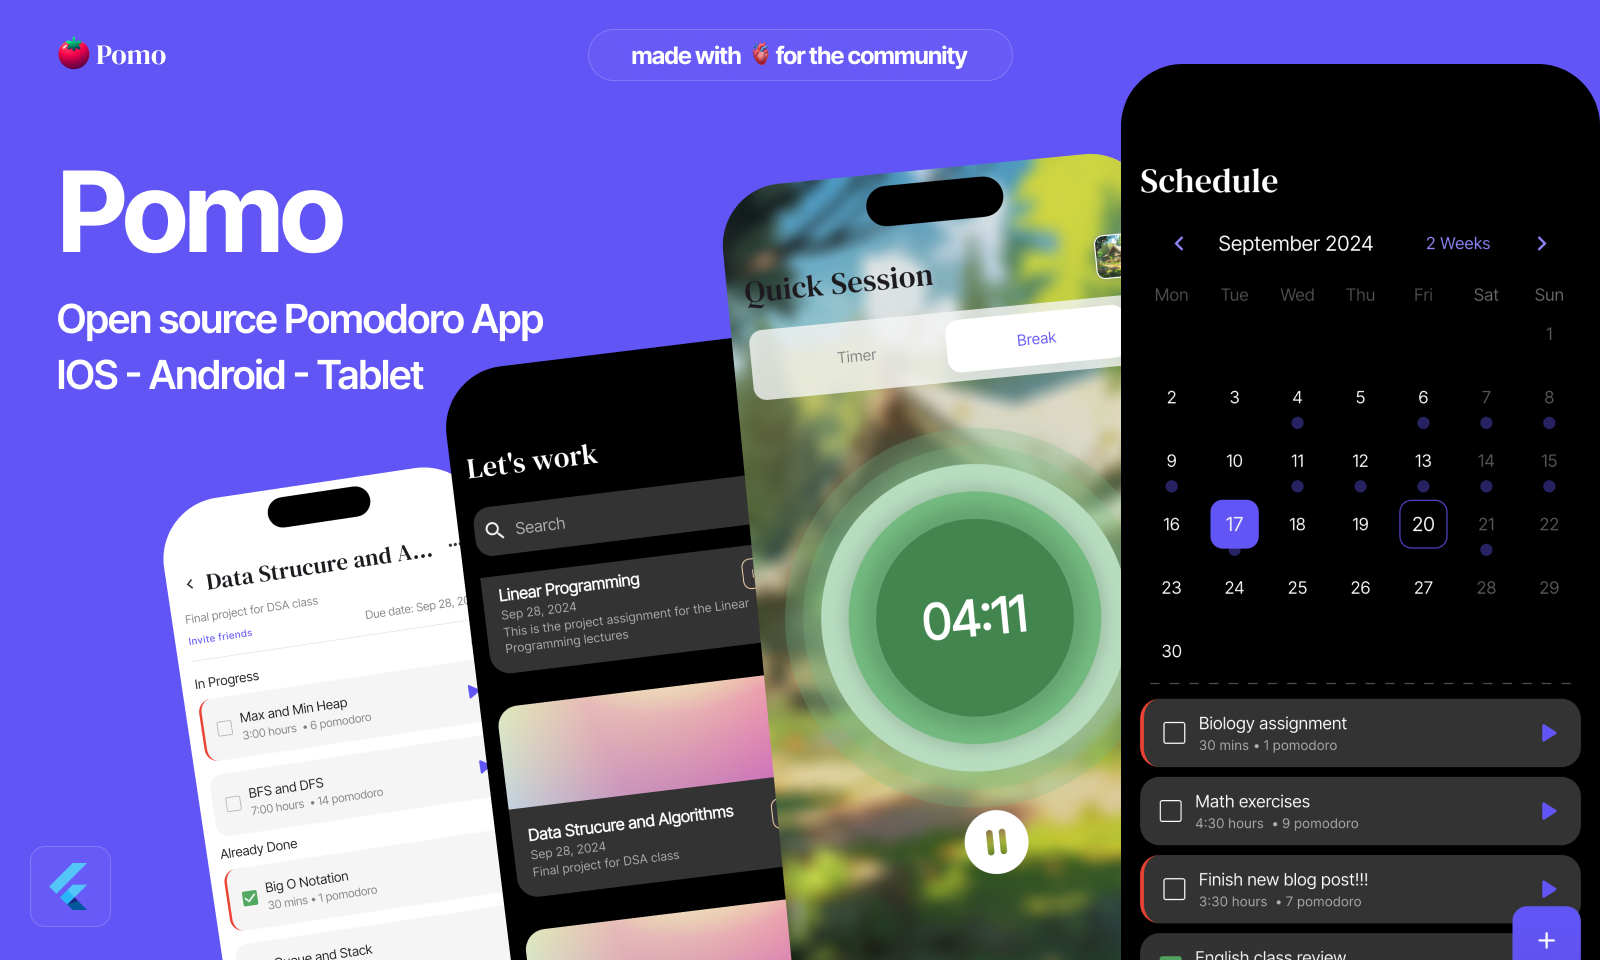 Pomo
made with for the community
Pomo
Open source Pomodoro App
IOS - Android - Tablet
Data Strucure and A... ...
Final project for DSA class
Due date: Sep 28, 20
Invite friends
In Progress
Max and Min Heap
3:00 hours • 6 pomodoro
BFS and DFS
7:00 hours • 14 pomodoro
Already Done
Big O Notation
30 mins • 1 pomodoro
Queue and Stack
Let's work
Search
Linear Programming
Sep 28, 2024
This is the project assignment for the Linear
Programming lectures
Data Strucure and Algorithms
Sep 28, 2024
Final project for DSA class
Quick Session
Timer Break
04:11
Schedule
September 2024 2 Weeks
Mon Tue Wed Thu Fri Sat Sun
1
2 3 4 5 6 7 8
9 10 11 12 13 14 15
16 17 18 19 20 21 22
23 24 25 26 27 28 29
30
Biology assignment
30 mins • 1 pomodoro
Math exercises
4:30 hours • 9 pomodoro
Finish new blog post!!!
3:30 hours • 7 pomodoro
English class review